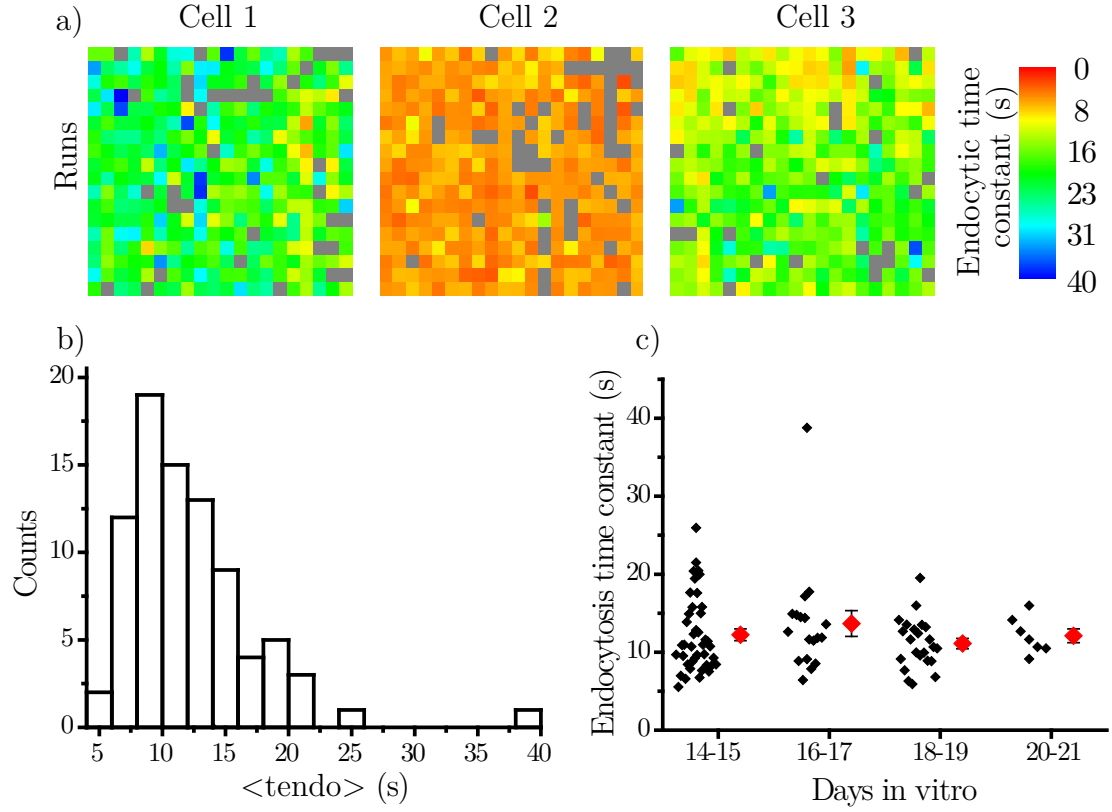 a)
Cell 1
Cell 2
Cell 3
Runs
Endocytic time
constant (s)
0
8
16
23
31
40
b)
Counts
20
15
10
5
0
5
10
15
20
25
30
35
40
<tendo> (s)
c)
Endocytosis time constant (s)
40
30
20
10
0
14-15
16-17
18-19
20-21
Days in vitro